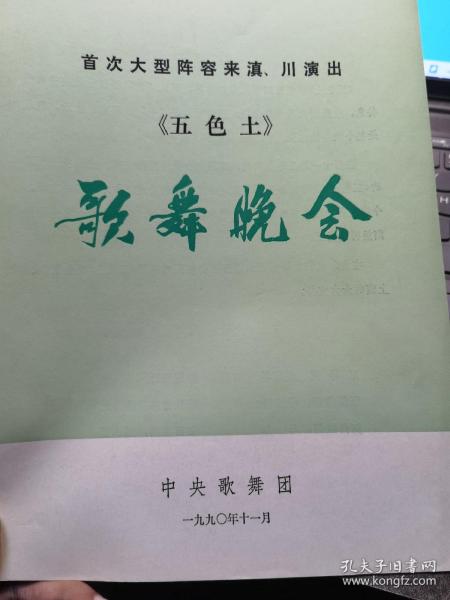 首次大型阵容来滇、川演出
《五色土》
歌舞晚会
中央歌舞团
一九九〇年十一月
孔夫子旧书网
www.kongfz.com